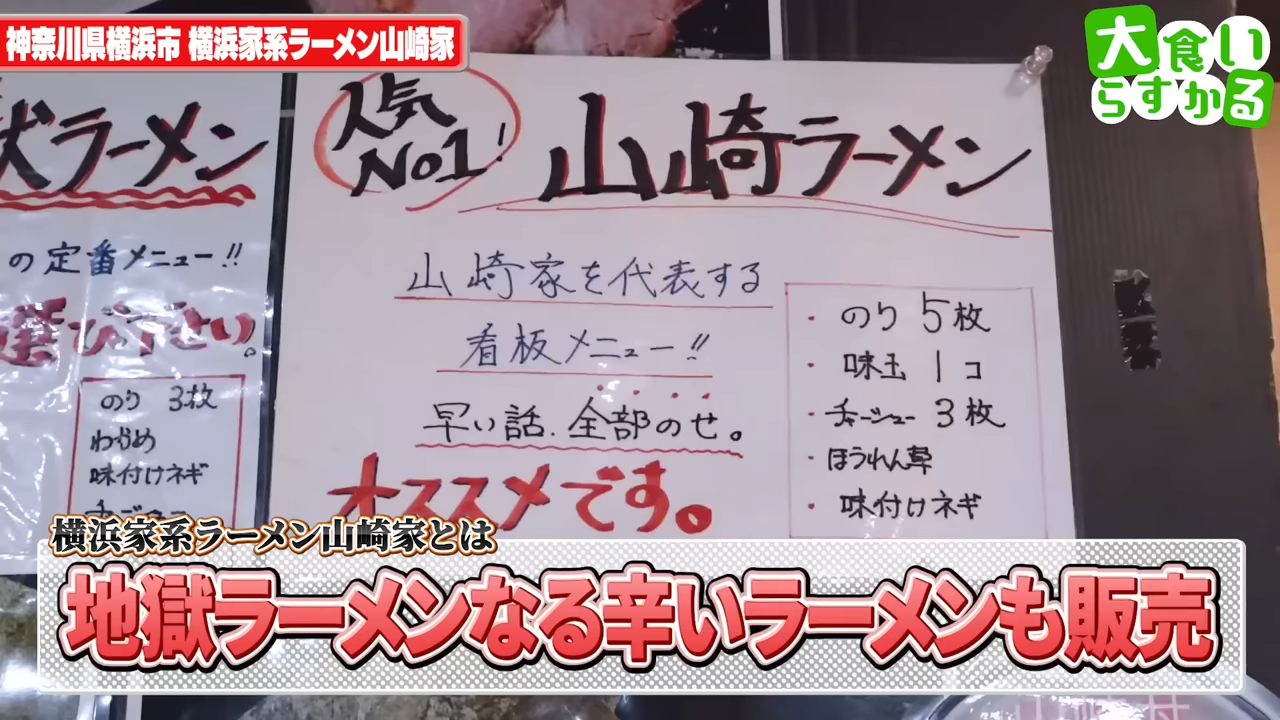 神奈川県横浜市 横浜家系ラーメン山崎家
大食い
らすかる
ラーメン
の定番メニュー!!
選び下さい。
のり 3枚
わかめ
味付けネギ
人気
No1!
山崎ラーメン
山崎家を代表する
看板メニュー!!
早い話、全部のせ。
オススメです。
・のり 5枚
・味玉 1コ
・チャーシュー 3枚
・ほうれん草
・味付けネギ
横浜家系ラーメン山崎家とは
地獄ラーメンなる辛いラーメンも販売